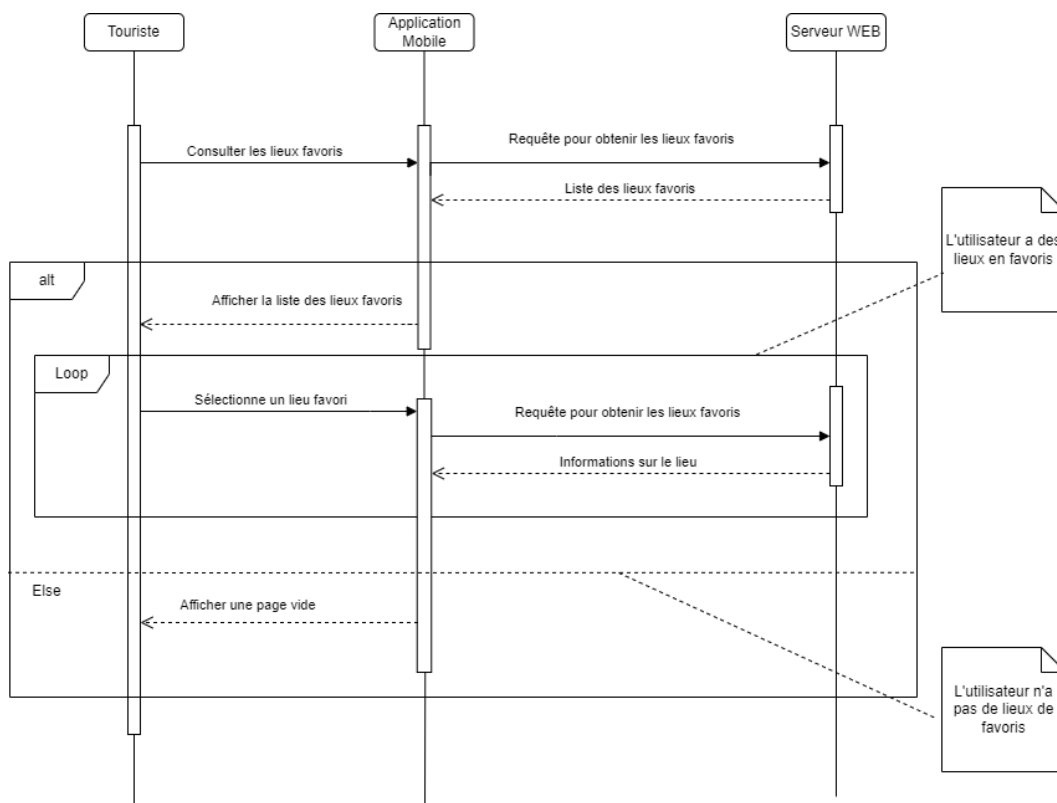 Touriste
Application
Mobile
Serveur WEB
Consulter les lieux favoris
Requête pour obtenir les lieux favoris
Liste des lieux favoris
L'utilisateur a des
lieux en favoris
alt
Afficher la liste des lieux favoris
Loop
Sélectionne un lieu favori
Requête pour obtenir les lieux favoris
Informations sur le lieu
Else
Afficher une page vide
L'utilisateur n'a
pas de lieux de
favoris